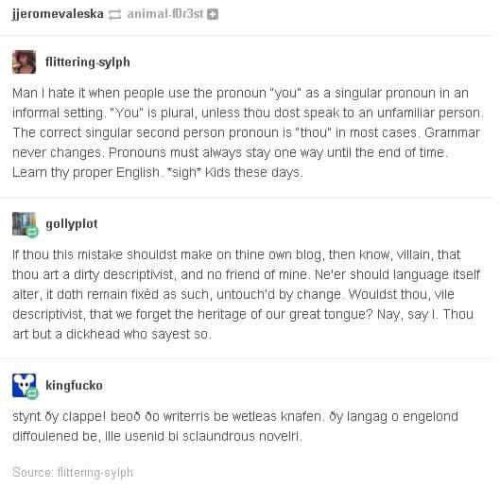 jjeromevaleska animal-f0r3st
flittering-sylph
Man I hate it when people use the pronoun "you" as a singular pronoun in an
informal setting. "You" is plural, unless thou dost speak to an unfamiliar person.
The correct singular second person pronoun is "thou" in most cases. Grammar
never changes. Pronouns must always stay one way until the end of time.
Learn thy proper English. *sigh* Kids these days.
gollyplot
If thou this mistake shouldst make on thine own blog, then know, villain, that
thou art a dirty descriptivist, and no friend of mine. Ne'er should language itself
alter, it doth remain fixéd as such, untouch'd by change. Wouldst thou, vile
descriptivist, that we forget the heritage of our great tongue? Nay, say I. Thou
art but a dickhead who sayest so.
kingfucko
stynt ðy clappe! beoð ðo writerris be wetleas knafen. ðy langag o engelond
diffoulened be, ille usenid bi sclaundrous novelri.
Source: flittering-sylph